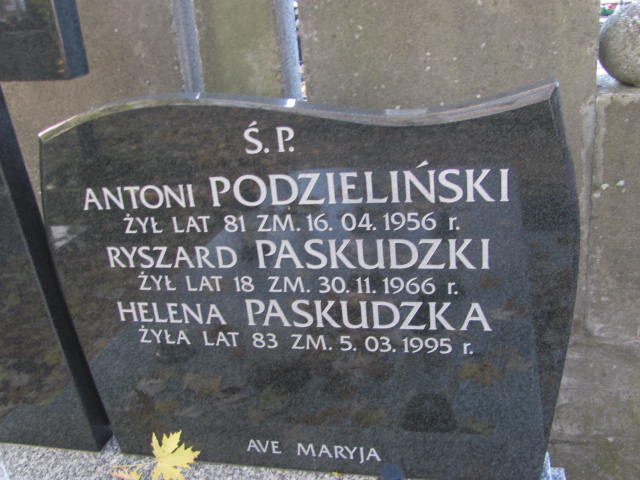 Ś. P.
ANTONI PODZIELIŃSKI
ŻYŁ LAT 81 ZM. 16. 04. 1956 r.
RYSZARD PASKUDZKI
ŻYŁ LAT 18 ZM. 30. 11. 1966 r.
HELENA PASKUDZKA
ŻYŁA LAT 83 ZM. 5. 03. 1995 r.
AVE MARYJA